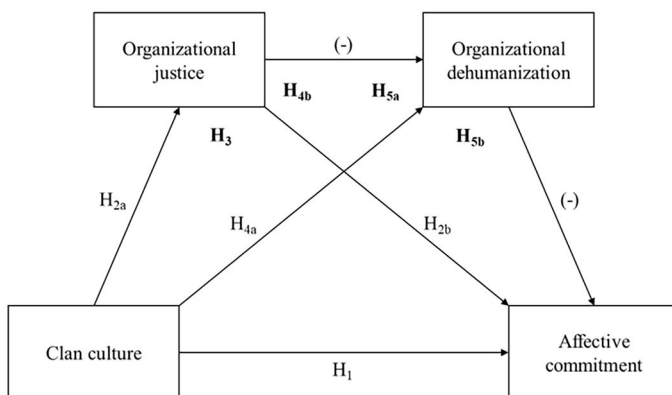 Organizational
justice
(-)
Organizational
dehumanization
H4b
H5a
H3
H5b
H2a
H4a
H2b
(-)
Clan culture
H1
Affective
commitment